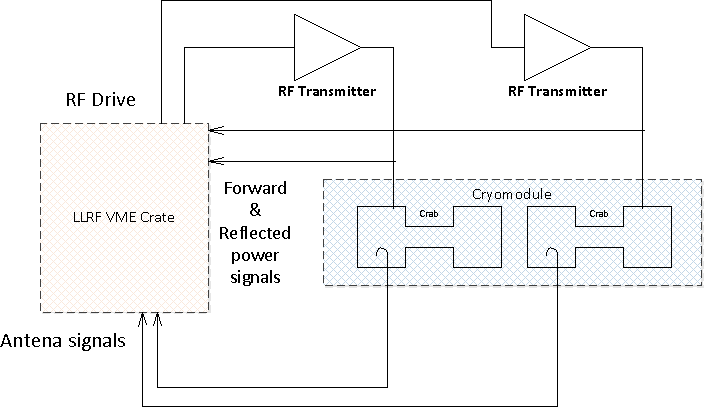 RF Transmitter
RF Transmitter
RF Drive
LLRF VME Crate
Forward
&
Reflected
power
signals
Cryomodule
Crab
Crab
Antena signals